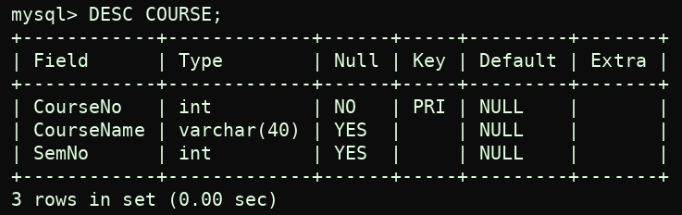 mysql> DESC COURSE;
+------------+-------------+------+-----+---------+-------+
| Field      | Type        | Null | Key | Default | Extra |
+------------+-------------+------+-----+---------+-------+
| CourseNo   | int         | NO   | PRI | NULL    |       |
| CourseName | varchar(40) | YES  |     | NULL    |       |
| SemNo      | int         | YES  |     | NULL    |       |
+------------+-------------+------+-----+---------+-------+
3 rows in set (0.00 sec)